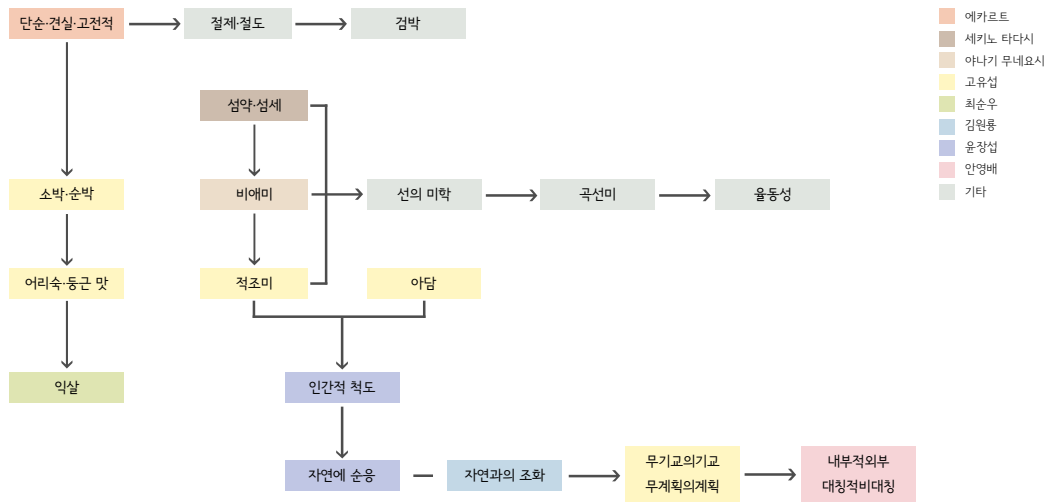 단순·견실·고전적
절제·절도
검박
섬약·섬세
소박·순박
비애미
선의 미학
곡선미
율동성
어리숙·둥근 맛
적조미
아담
익살
인간적 척도
자연에 순응
자연과의 조화
무기교의기교
무계획의계획
내부적외부
대칭적비대칭
에카르트
세키노 타다시
야나기 무네요시
고유섭
최순우
김원룡
윤장섭
안영배
기타